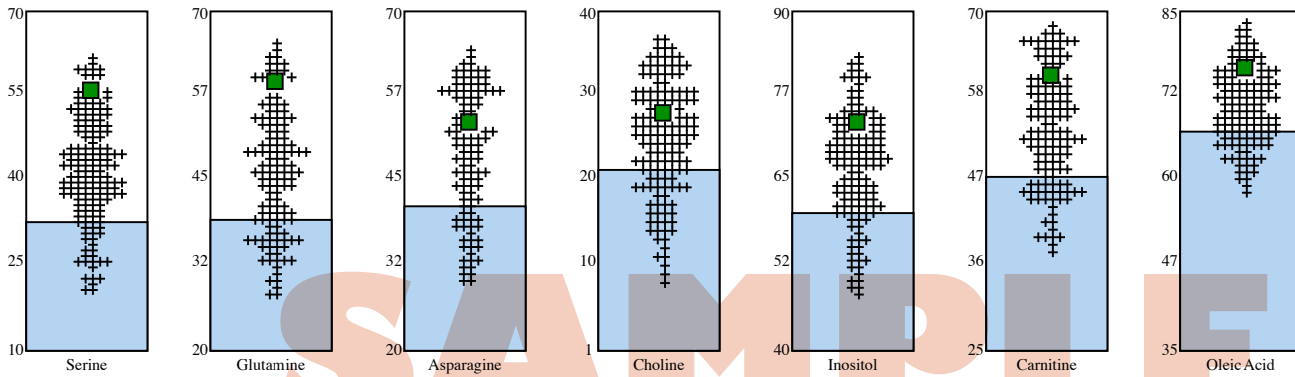 70 70 70 40 90 70 85
55 57 57 30 77 58 72
40 45 45 20 65 47 60
25 32 32 10 52 36 47
10 20 20 1 40 25 35
Serine Glutamine Asparagine Choline Inositol Carnitine Oleic Acid
SAMPLE